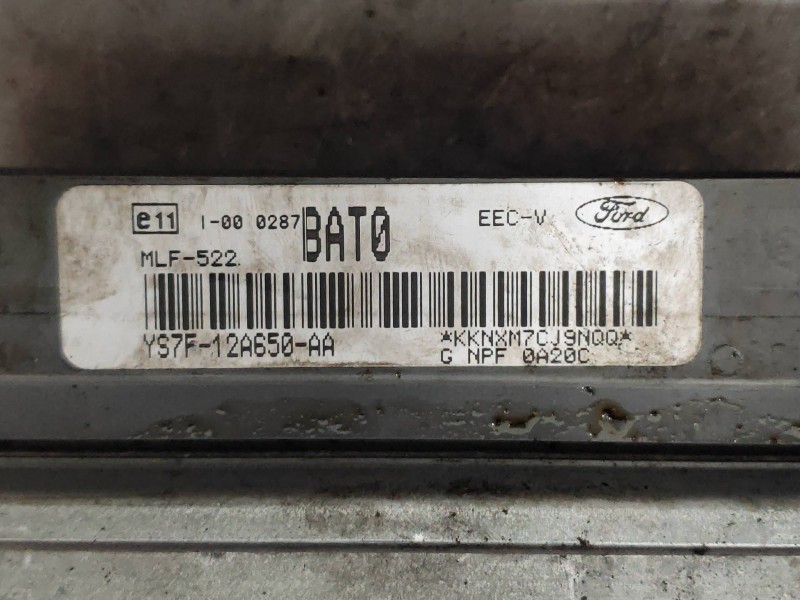 e11 I-00 0287 BAT0 EEC-V Ford
MLF-522
YS7F-12A650-AA *KKNXM7CJ9NQQ*
G NPF 0A20C